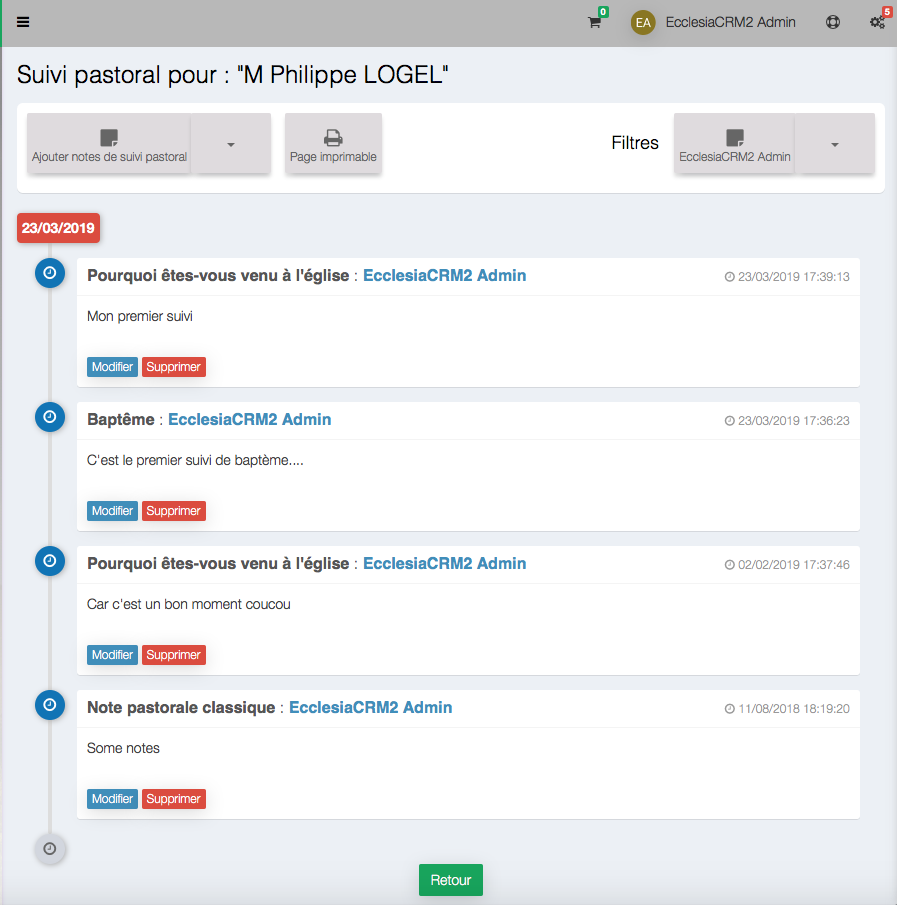 0
EA
EcclesiaCRM2 Admin
5
Suivi pastoral pour : "M Philippe LOGEL"
Ajouter notes de suivi pastoral
Page imprimable
Filtres
EcclesiaCRM2 Admin
23/03/2019
Pourquoi êtes-vous venu à l'église : EcclesiaCRM2 Admin
23/03/2019 17:39:13
Mon premier suivi
Modifier Supprimer
Baptême : EcclesiaCRM2 Admin
23/03/2019 17:36:23
C'est le premier suivi de baptème....
Modifier Supprimer
Pourquoi êtes-vous venu à l'église : EcclesiaCRM2 Admin
02/02/2019 17:37:46
Car c'est un bon moment coucou
Modifier Supprimer
Note pastorale classique : EcclesiaCRM2 Admin
11/08/2018 18:19:20
Some notes
Modifier Supprimer
Retour